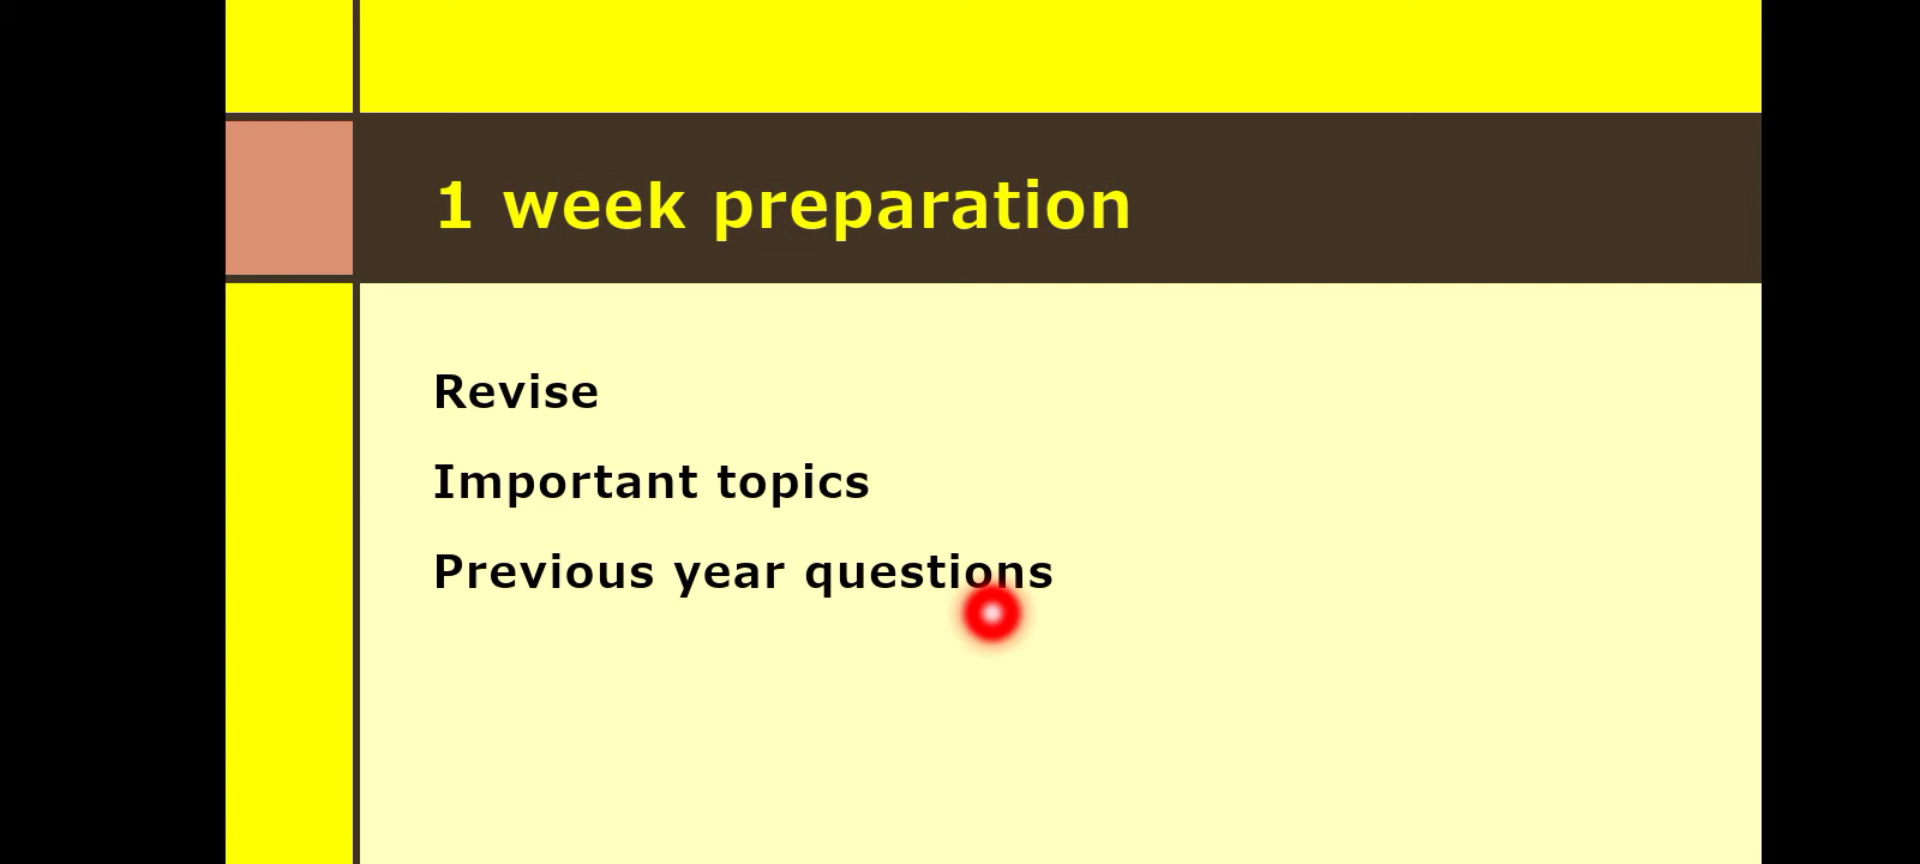 1 week preparation
Revise
Important topics
Previous year questions